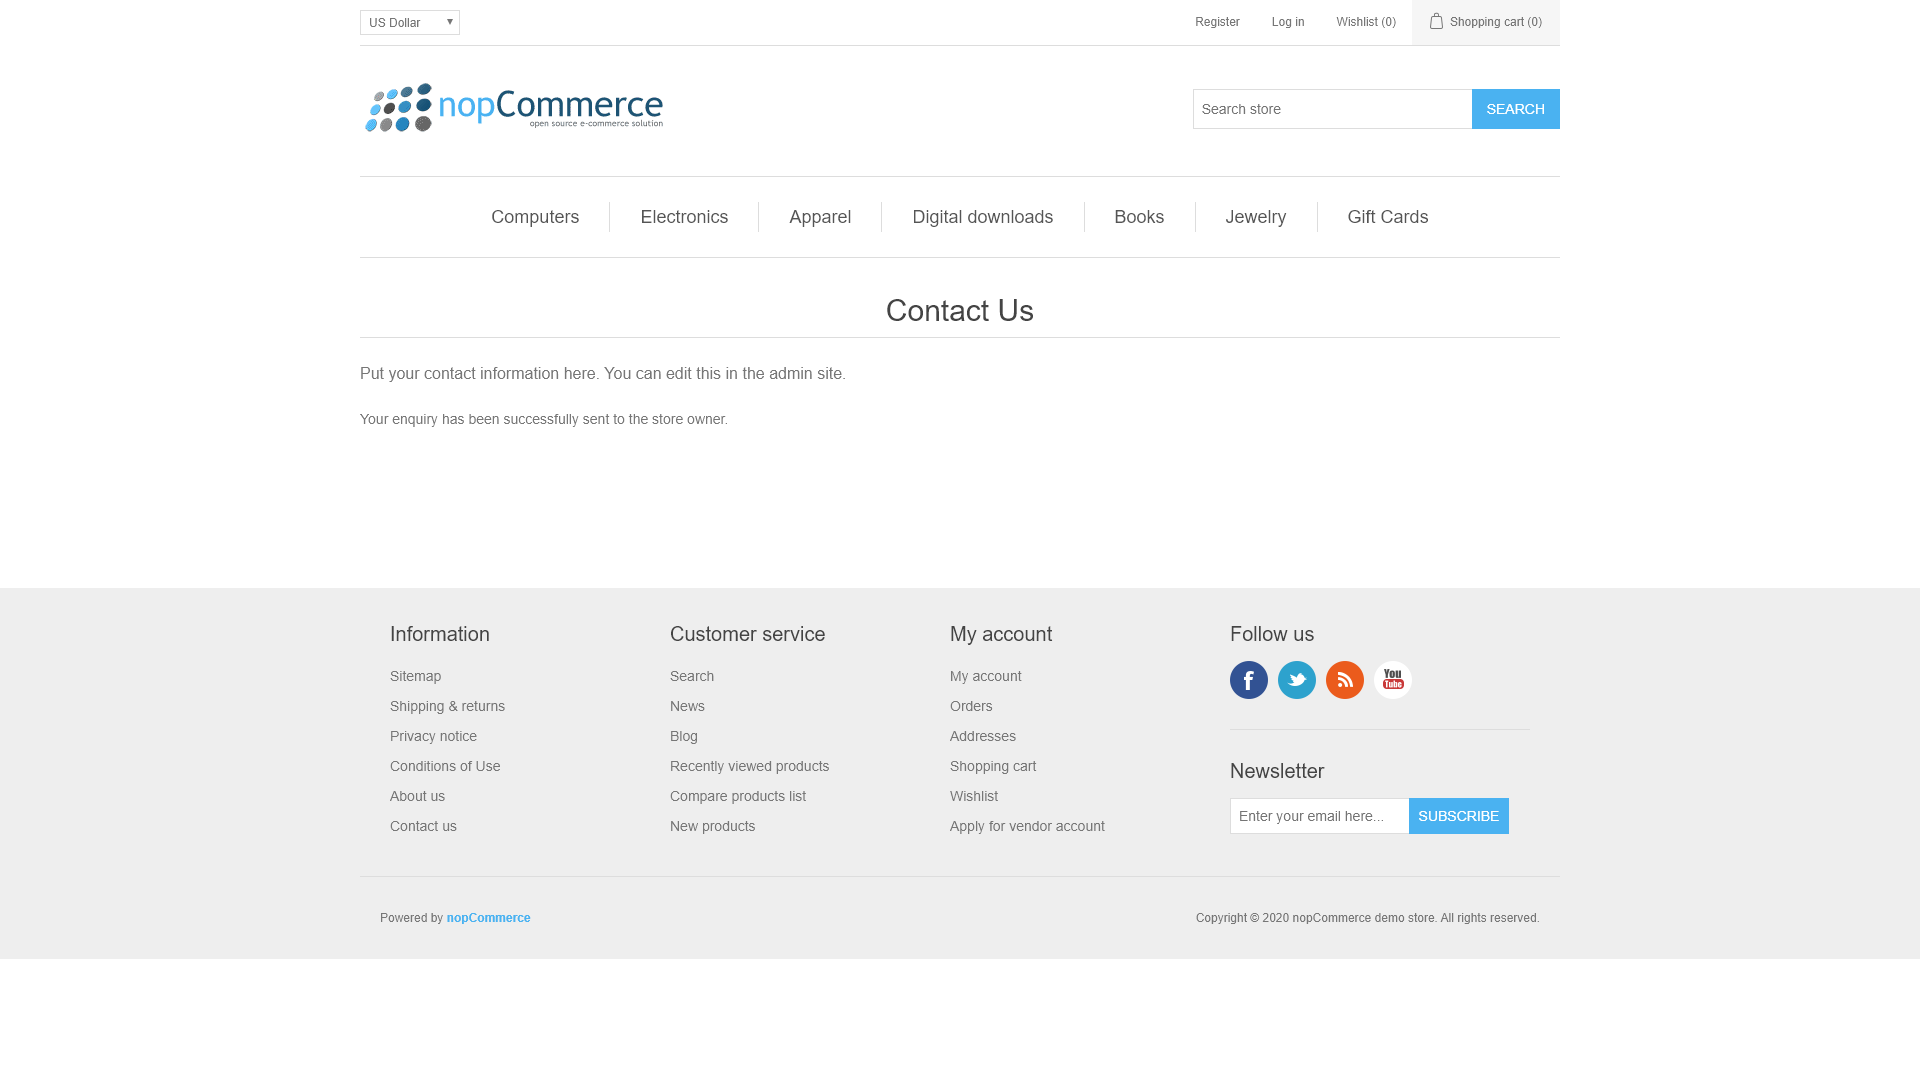 US Dollar
Register
Log in
Wishlist (0)
Shopping cart (0)
nopCommerce
open source e-commerce solution
Search store
SEARCH
Computers
Electronics
Apparel
Digital downloads
Books
Jewelry
Gift Cards
Contact Us
Put your contact information here. You can edit this in the admin site.
Your enquiry has been successfully sent to the store owner.
Information
Sitemap
Shipping & returns
Privacy notice
Conditions of Use
About us
Contact us
Customer service
Search
News
Blog
Recently viewed products
Compare products list
New products
My account
My account
Orders
Addresses
Shopping cart
Wishlist
Apply for vendor account
Follow us
f
You
Tube
Newsletter
Enter your email here...
SUBSCRIBE
Powered by nopCommerce
Copyright © 2020 nopCommerce demo store. All rights reserved.